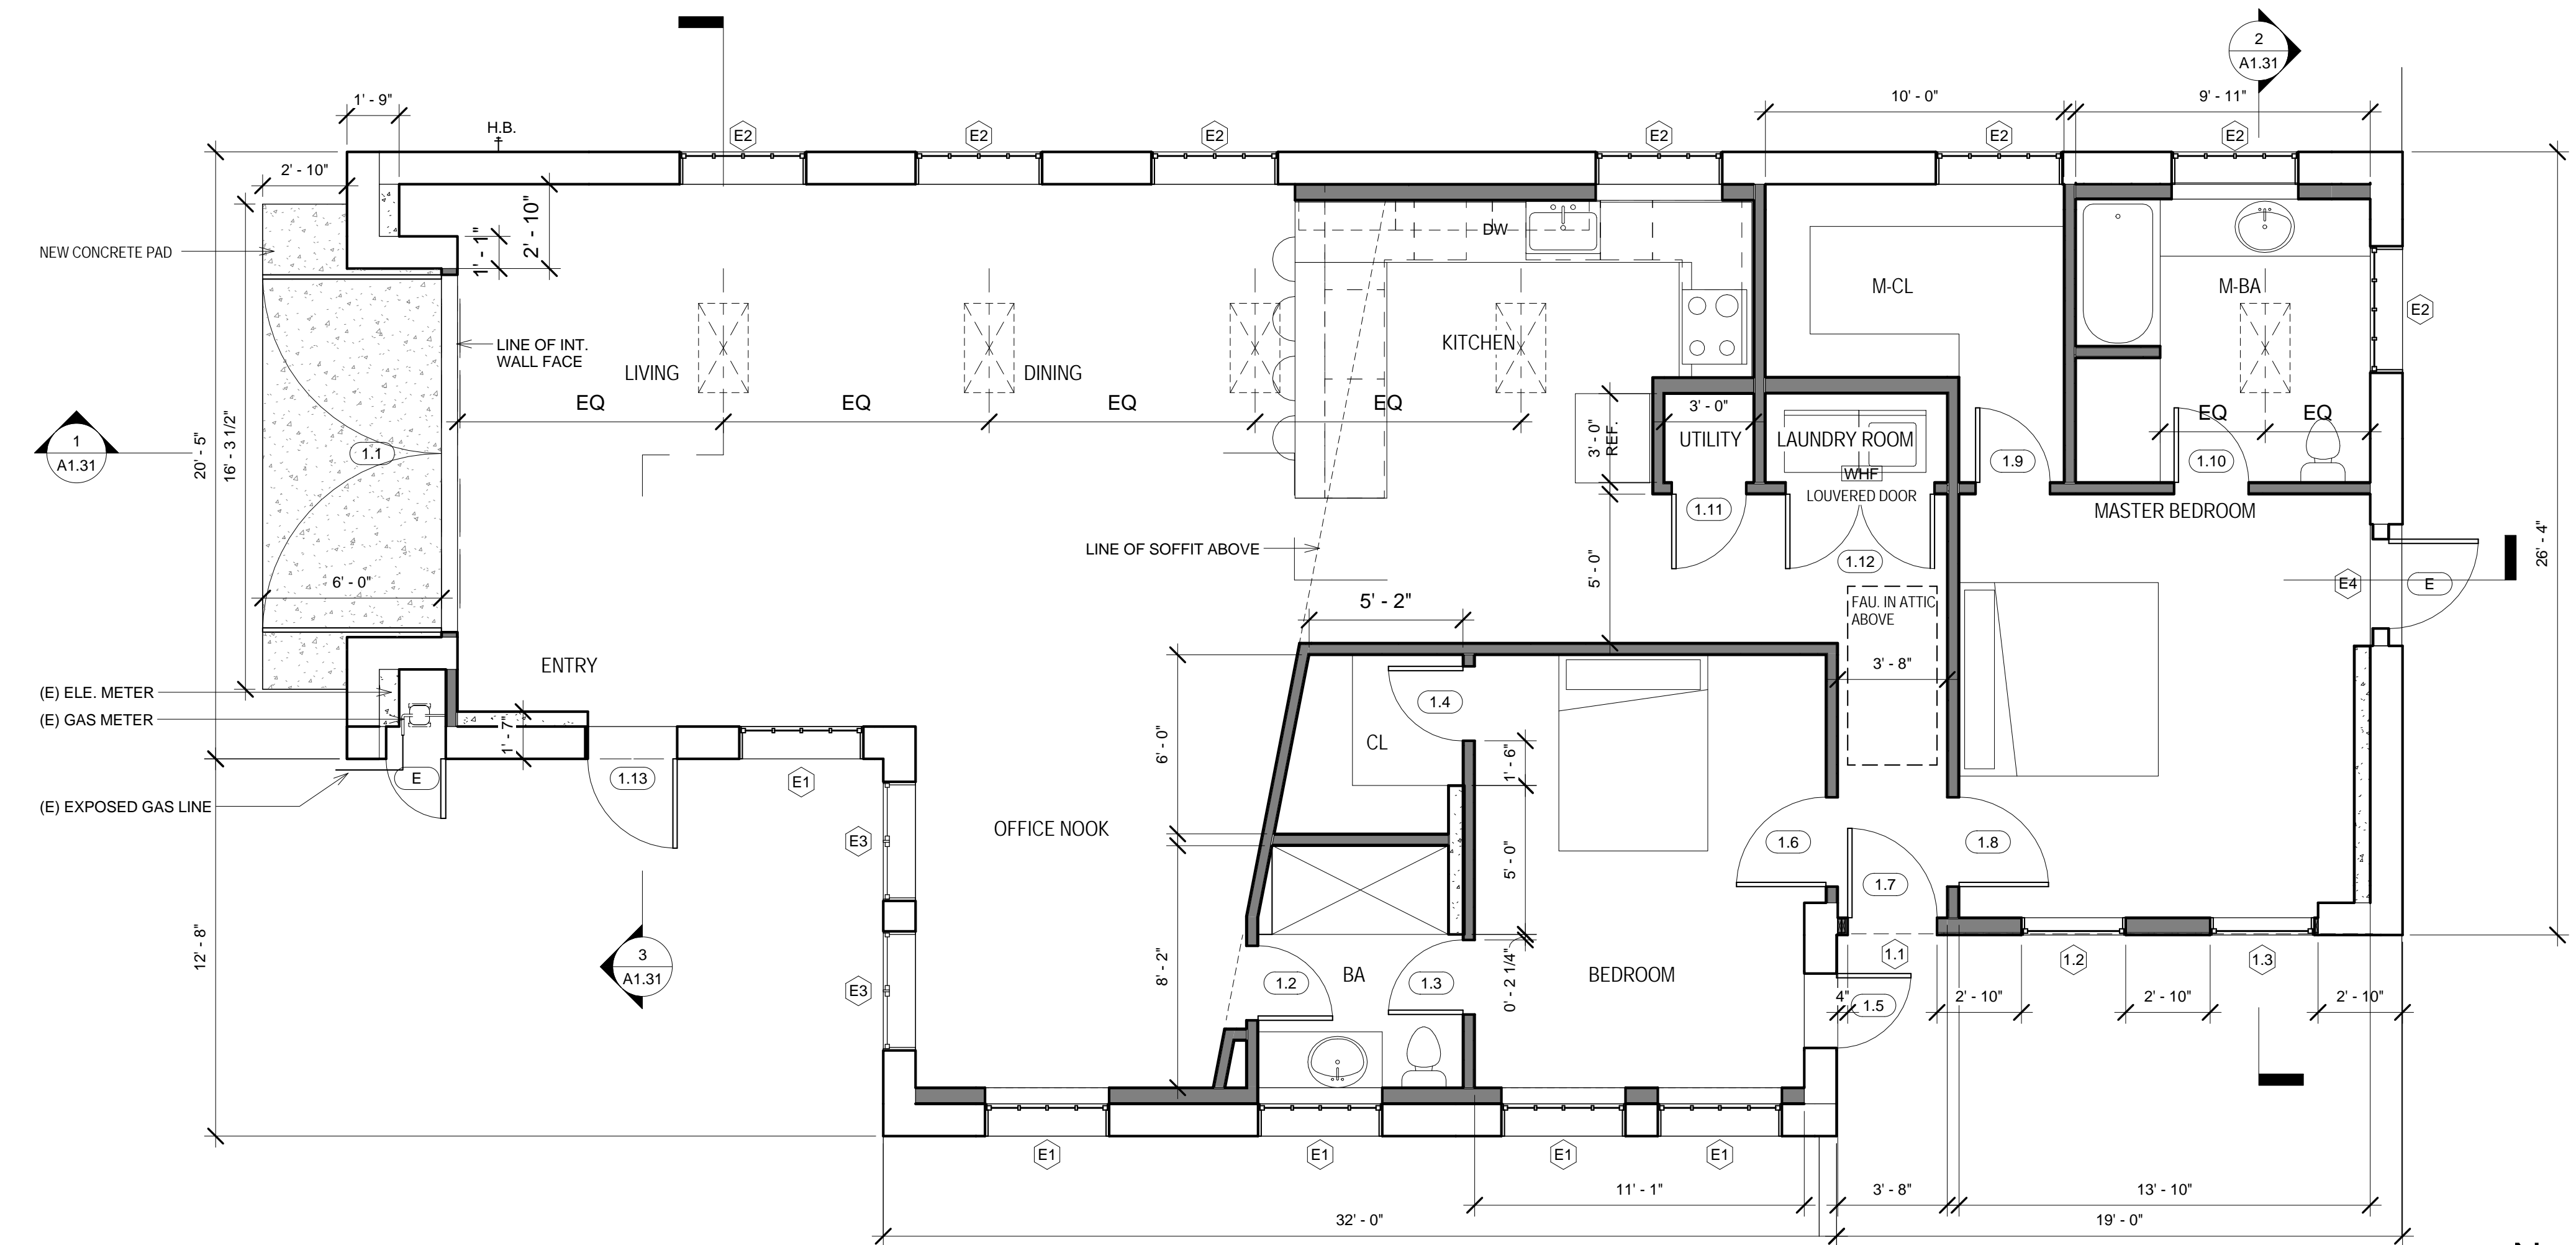 2
A1.31
1' - 9"
10' - 0"
9' - 11"
H.B.
E2
E2
E2
E2
E2
E2
2' - 10"
1' - 1"
2' - 10"
DW
NEW CONCRETE PAD
M-CL
M-BA
E2
LINE OF INT.
WALL FACE
KITCHEN
LIVING
DINING
EQ
EQ
EQ
EQ
3' - 0"
EQ
EQ
1
A1.31
20' - 5"
16' - 3 1/2"
1.1
3' - 0"
REF.
UTILITY
LAUNDRY ROOM
WHF
LOUVERED DOOR
1.9
1.10
1.11
MASTER BEDROOM
LINE OF SOFFIT ABOVE
1.12
5' - 0"
26' - 4"
6' - 0"
5' - 2"
FAU. IN ATTIC
ABOVE
E4
E
ENTRY
3' - 8"
(E) ELE. METER
(E) GAS METER
1' - 7"
1.4
CL
6' - 0"
1' - 6"
E
1.13
E1
(E) EXPOSED GAS LINE
OFFICE NOOK
E3
5' - 0"
1.6
1.8
1.7
12' - 8"
3
A1.31
8' - 2"
E3
1.2
BA
1.3
0' - 2 1/4"
BEDROOM
1.1
1.2
1.3
4"
1.5
2' - 10"
2' - 10"
2' - 10"
E1
E1
E1
E1
11' - 1"
3' - 8"
13' - 10"
32' - 0"
19' - 0"